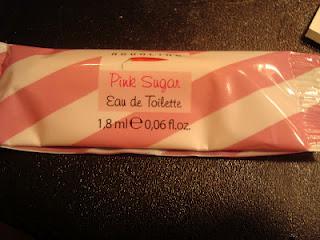 Pink Sugar
Eau de Toilette
1,8 ml ℮ 0,06 fl.oz.